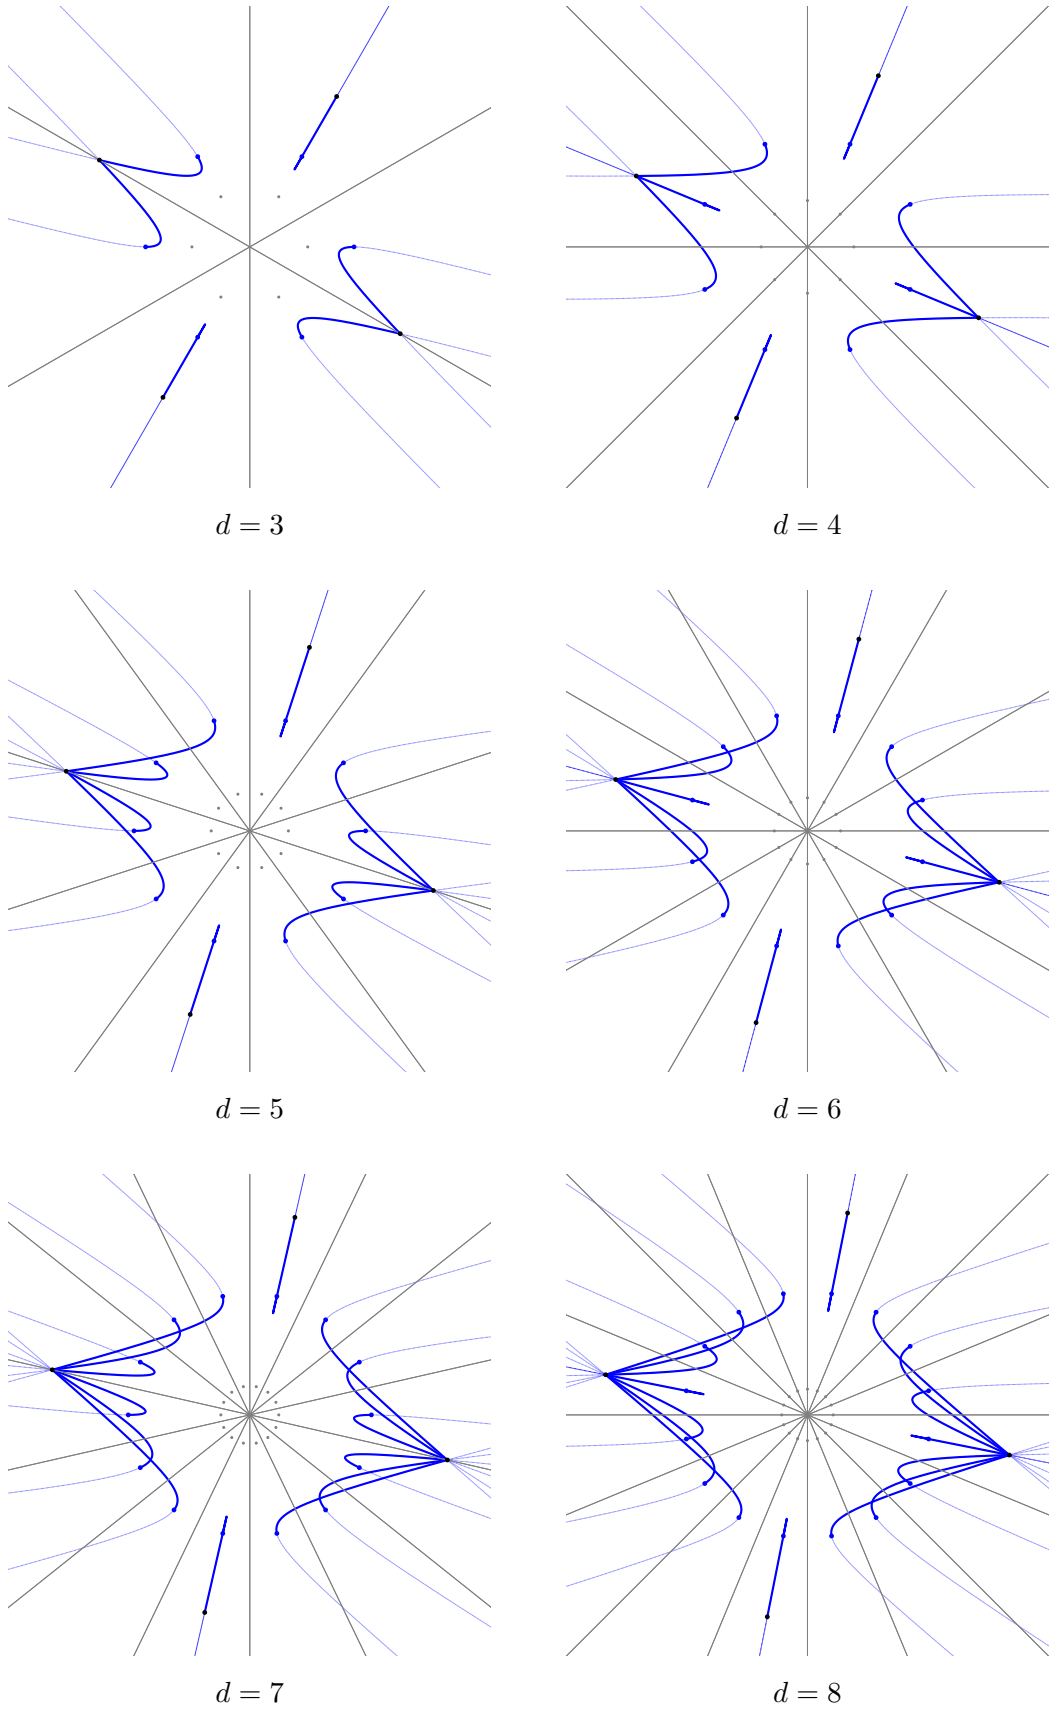 d = 3
d = 4
d = 5
d = 6
d = 7
d = 8